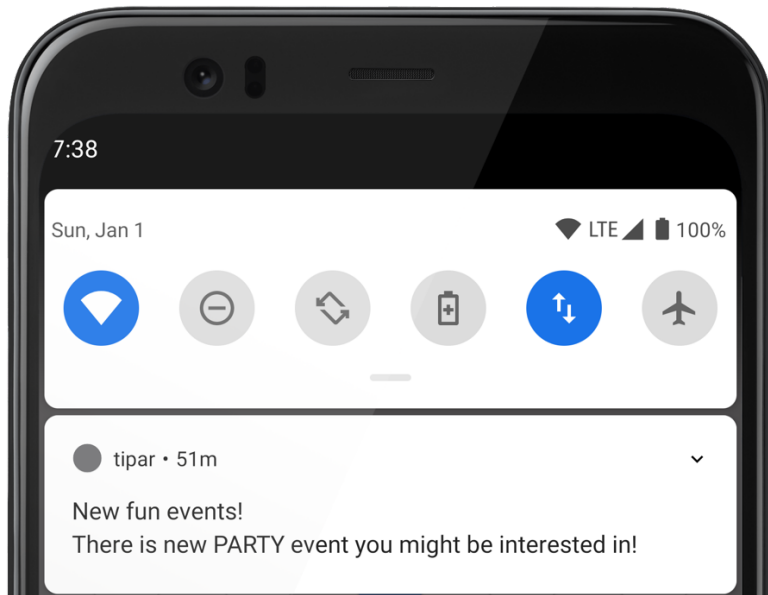 7:38
Sun, Jan 1
LTE 100%
tipar • 51m
New fun events!
There is new PARTY event you might be interested in!